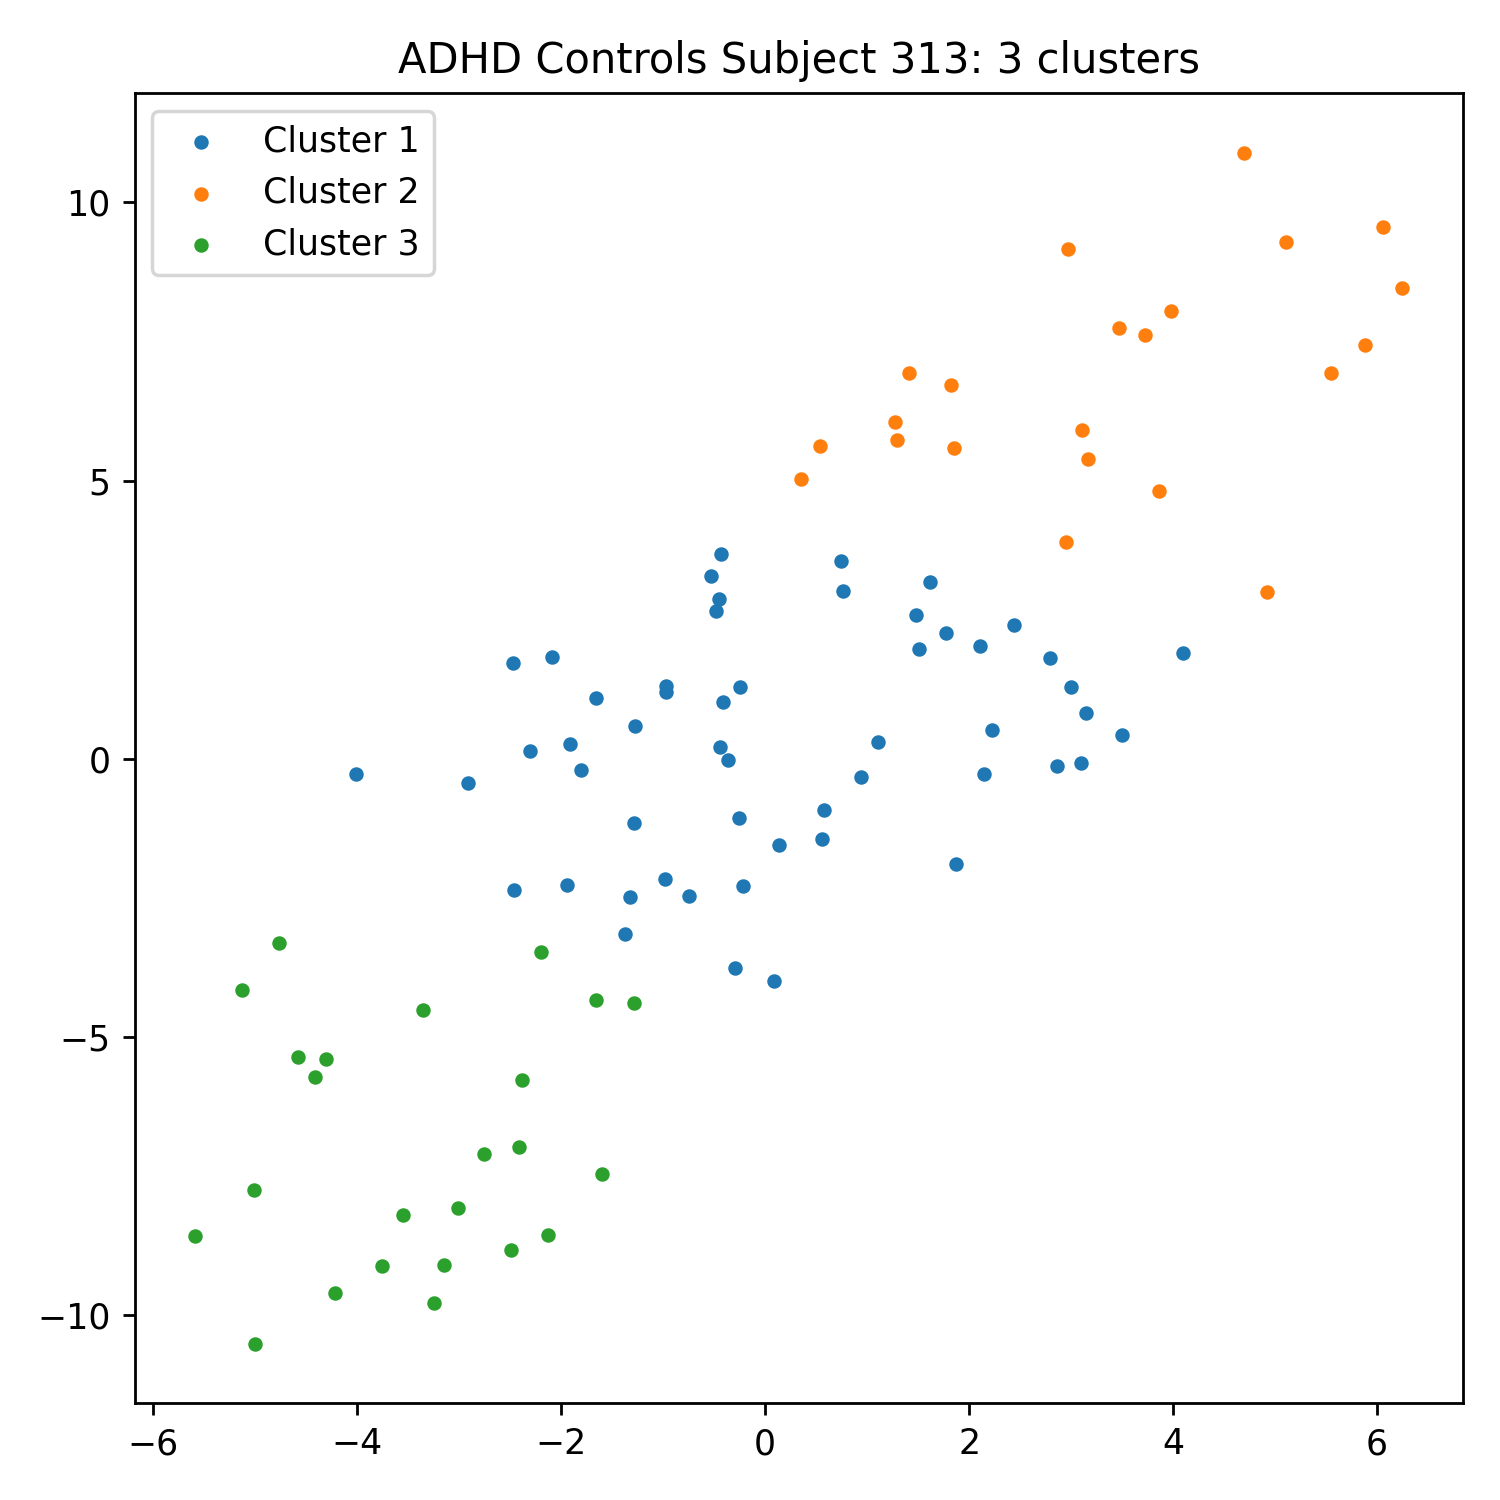 ADHD Controls Subject 313: 3 clusters
Cluster 1
Cluster 2
Cluster 3
10
5
0
−5
−10
−6 −4 −2 0 2 4 6